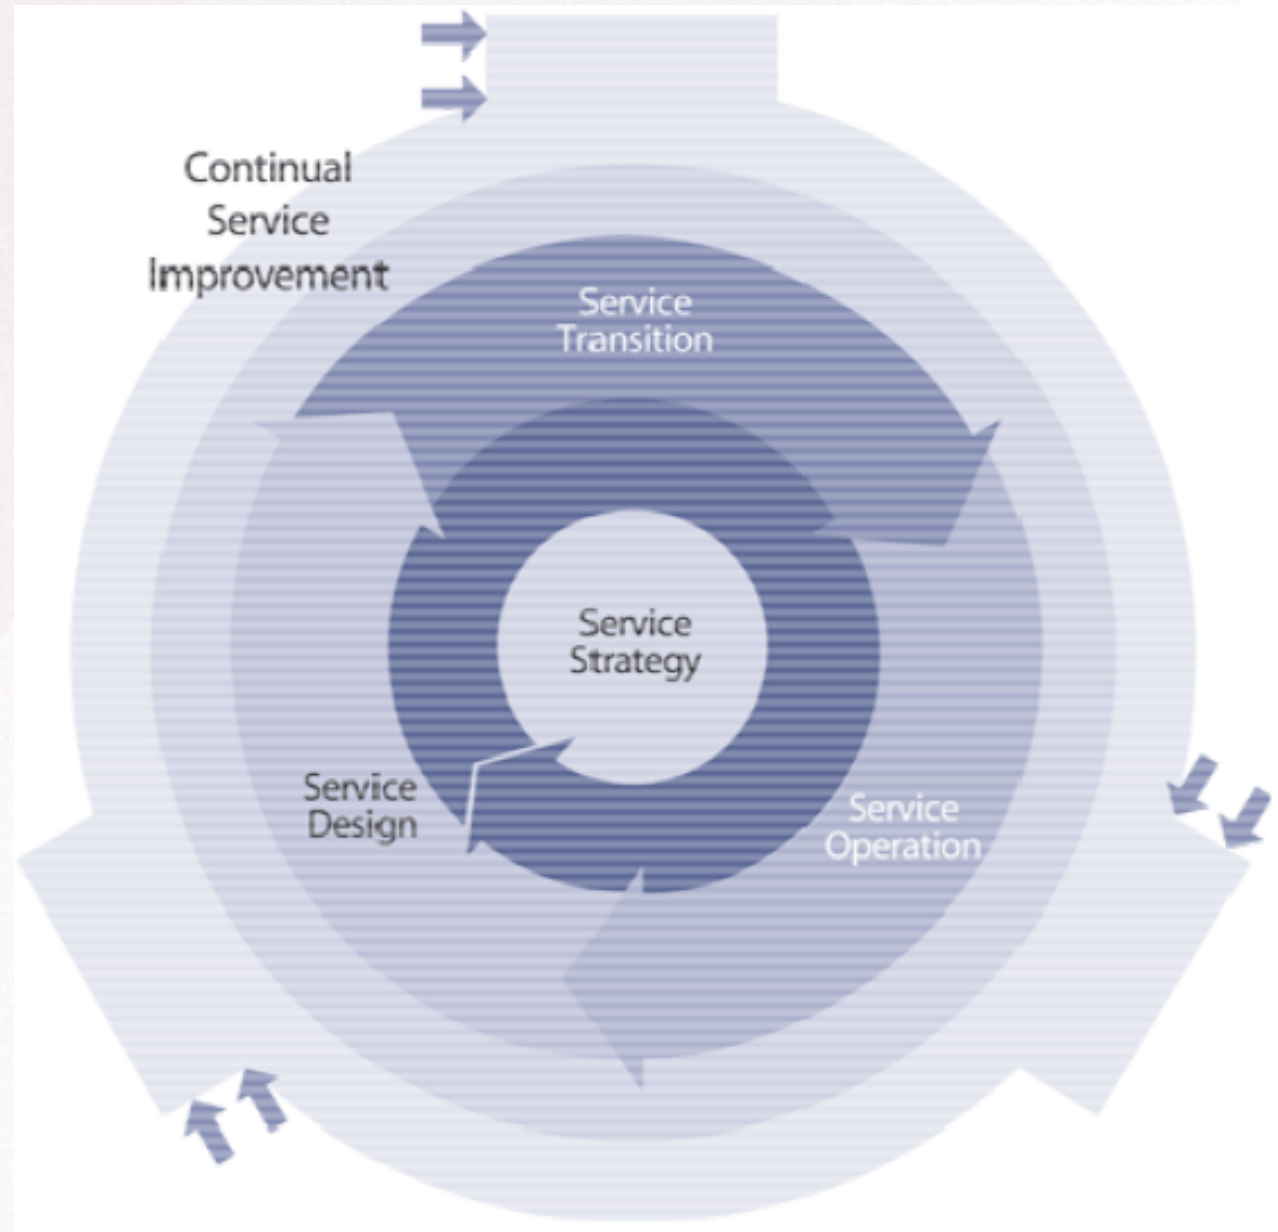 Continual
Service
Improvement
Service
Transition
Service
Strategy
Service
Design
Service
Operation